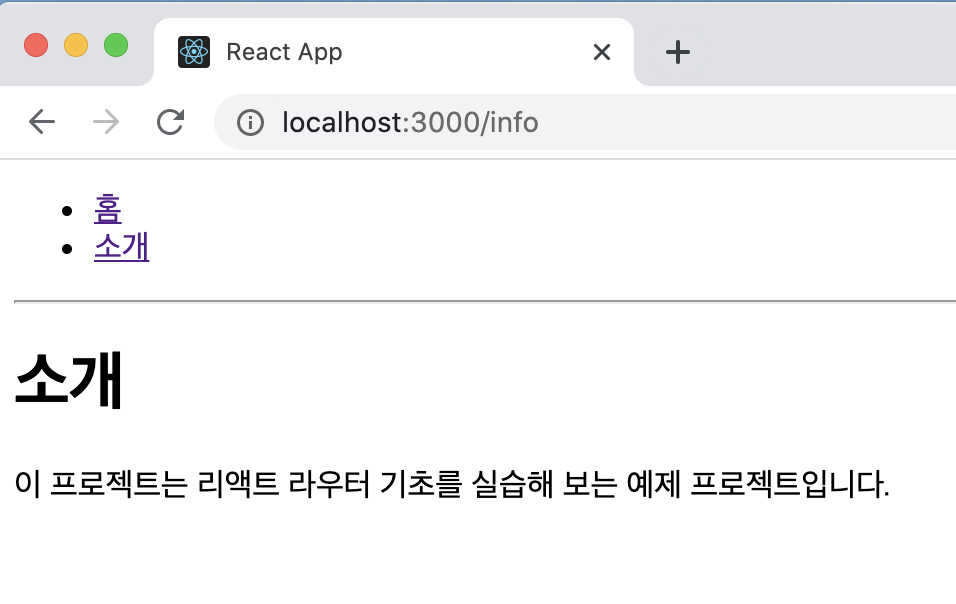 React App
localhost:3000/info
홈
소개
소개
이 프로젝트는 리액트 라우터 기초를 실습해 보는 예제 프로젝트입니다.